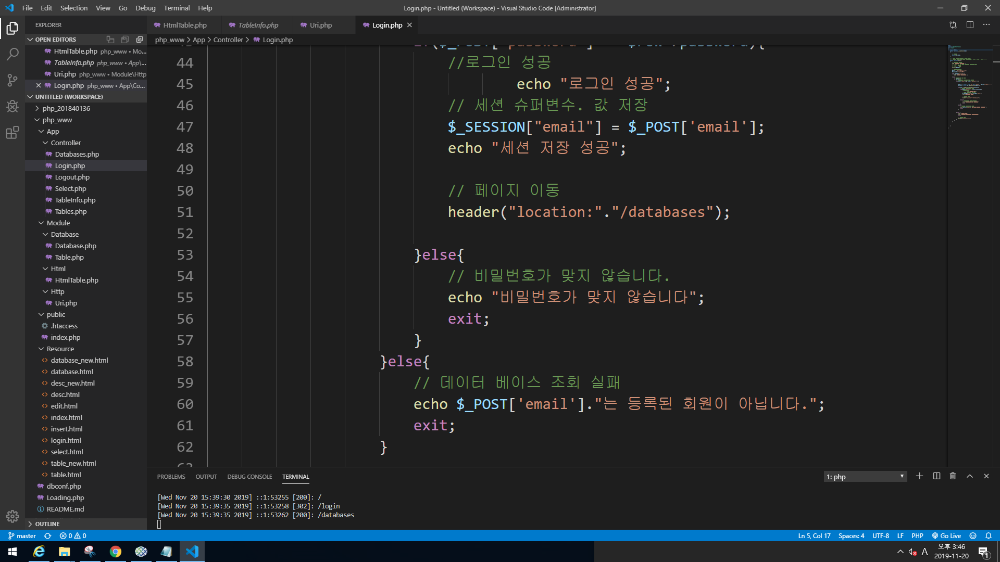 File Edit Selection View Go Debug Terminal Help
Login.php - Untitled (Workspace) - Visual Studio Code [Administrator]
EXPLORER
HtmlTable.php
TableInfo.php
Uri.php
Login.php
OPEN EDITORS
php_www > App > Controller > Login.php
HtmlTable.php php_www • Mo...
TableInfo.php php_www • App\...
Uri.php php_www • Module\Http
Login.php php_www • App\Co...
UNTITLED (WORKSPACE)
php_201840136
php_www
App
Controller
Databases.php
Login.php
Logout.php
Select.php
TableInfo.php
Tables.php
Module
Database
Database.php
Table.php
Html
HtmlTable.php
Http
Uri.php
public
.htaccess
index.php
Resource
database_new.html
database.html
desc_new.html
desc.html
edit.html
index.html
insert.html
login.html
select.html
table_new.html
table.html
dbconf.php
Loading.php
README.md
OUTLINE
44 //로그인 성공
45 echo "로그인 성공";
46 // 세션 슈퍼변수. 값 저장
47 $_SESSION["email"] = $_POST['email'];
48 echo "세션 저장 성공";
49
50 // 페이지 이동
51 header("location:"."/databases");
52
53 }else{
54 // 비밀번호가 맞지 않습니다.
55 echo "비밀번호가 맞지 않습니다";
56 exit;
57 }
58 }else{
59 // 데이터 베이스 조회 실패
60 echo $_POST['email']."는 등록된 회원이 아닙니다.";
61 exit;
62 }
PROBLEMS OUTPUT DEBUG CONSOLE TERMINAL
1: php
[Wed Nov 20 15:39:30 2019] ::1:53255 [200]: /
[Wed Nov 20 15:39:35 2019] ::1:53258 [302]: /login
[Wed Nov 20 15:39:35 2019] ::1:53262 [200]: /databases
master 0 0
Ln 5, Col 17 Spaces: 4 UTF-8 LF PHP Go Live
A
오후 3:46
2019-11-20
1